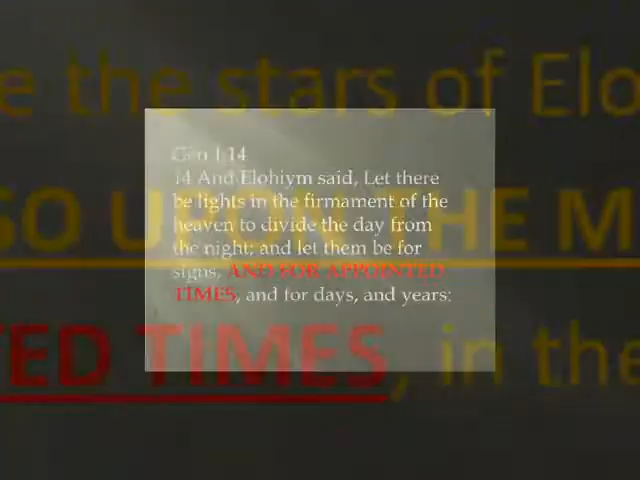 e the stars of Elo
SO UPON THE M
TED TIMES, in the
Gen 1:14
14 And Elohiym said, Let there
be lights in the firmament of the
heaven to divide the day from
the night; and let them be for
signs, AND FOR APPOINTED
TIMES, and for days, and years: